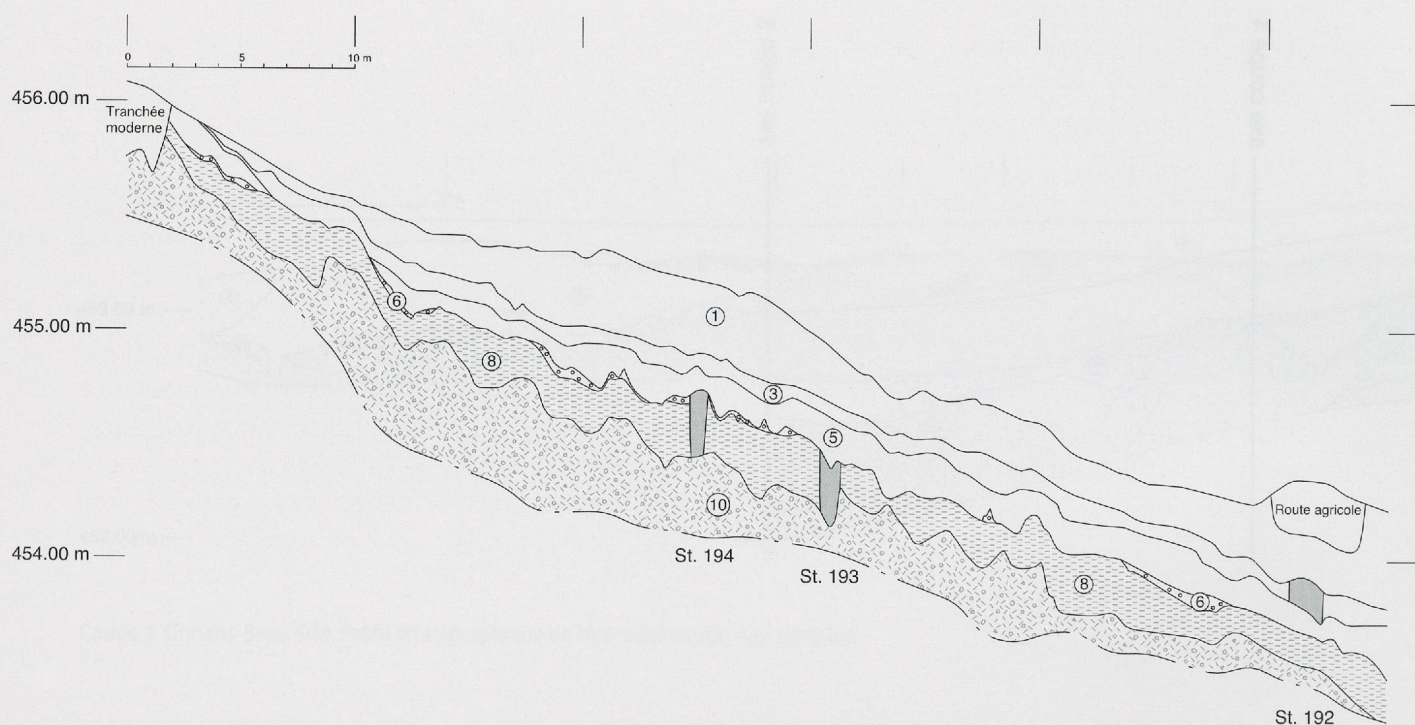 0 5 10 m
456.00 m
Tranchée
moderne
①
⑥
455.00 m
⑧
③
⑤
⑩
454.00 m
St. 194
St. 193
Route agricole
⑧
⑥
St. 192